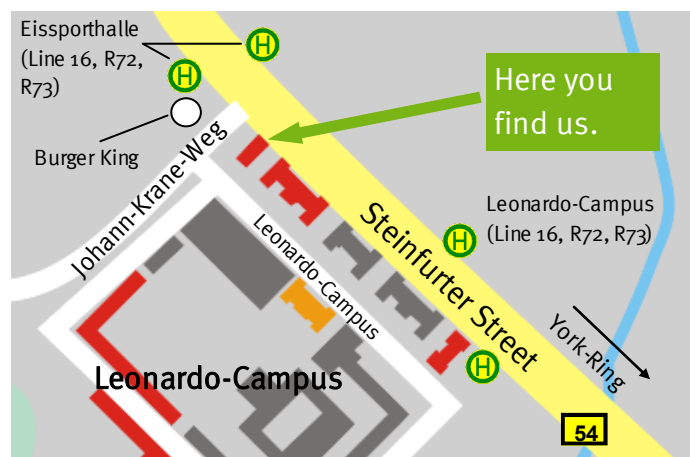 Eissporthalle
(Line 16, R72,
R73)
H
H
Burger King
Johann-Krane-Weg
Here you
find us.
Leonardo-Campus
(Line 16, R72, R73)
H
Steinfurter Street
Leonardo-Campus
H
York-Ring
Leonardo-Campus
54